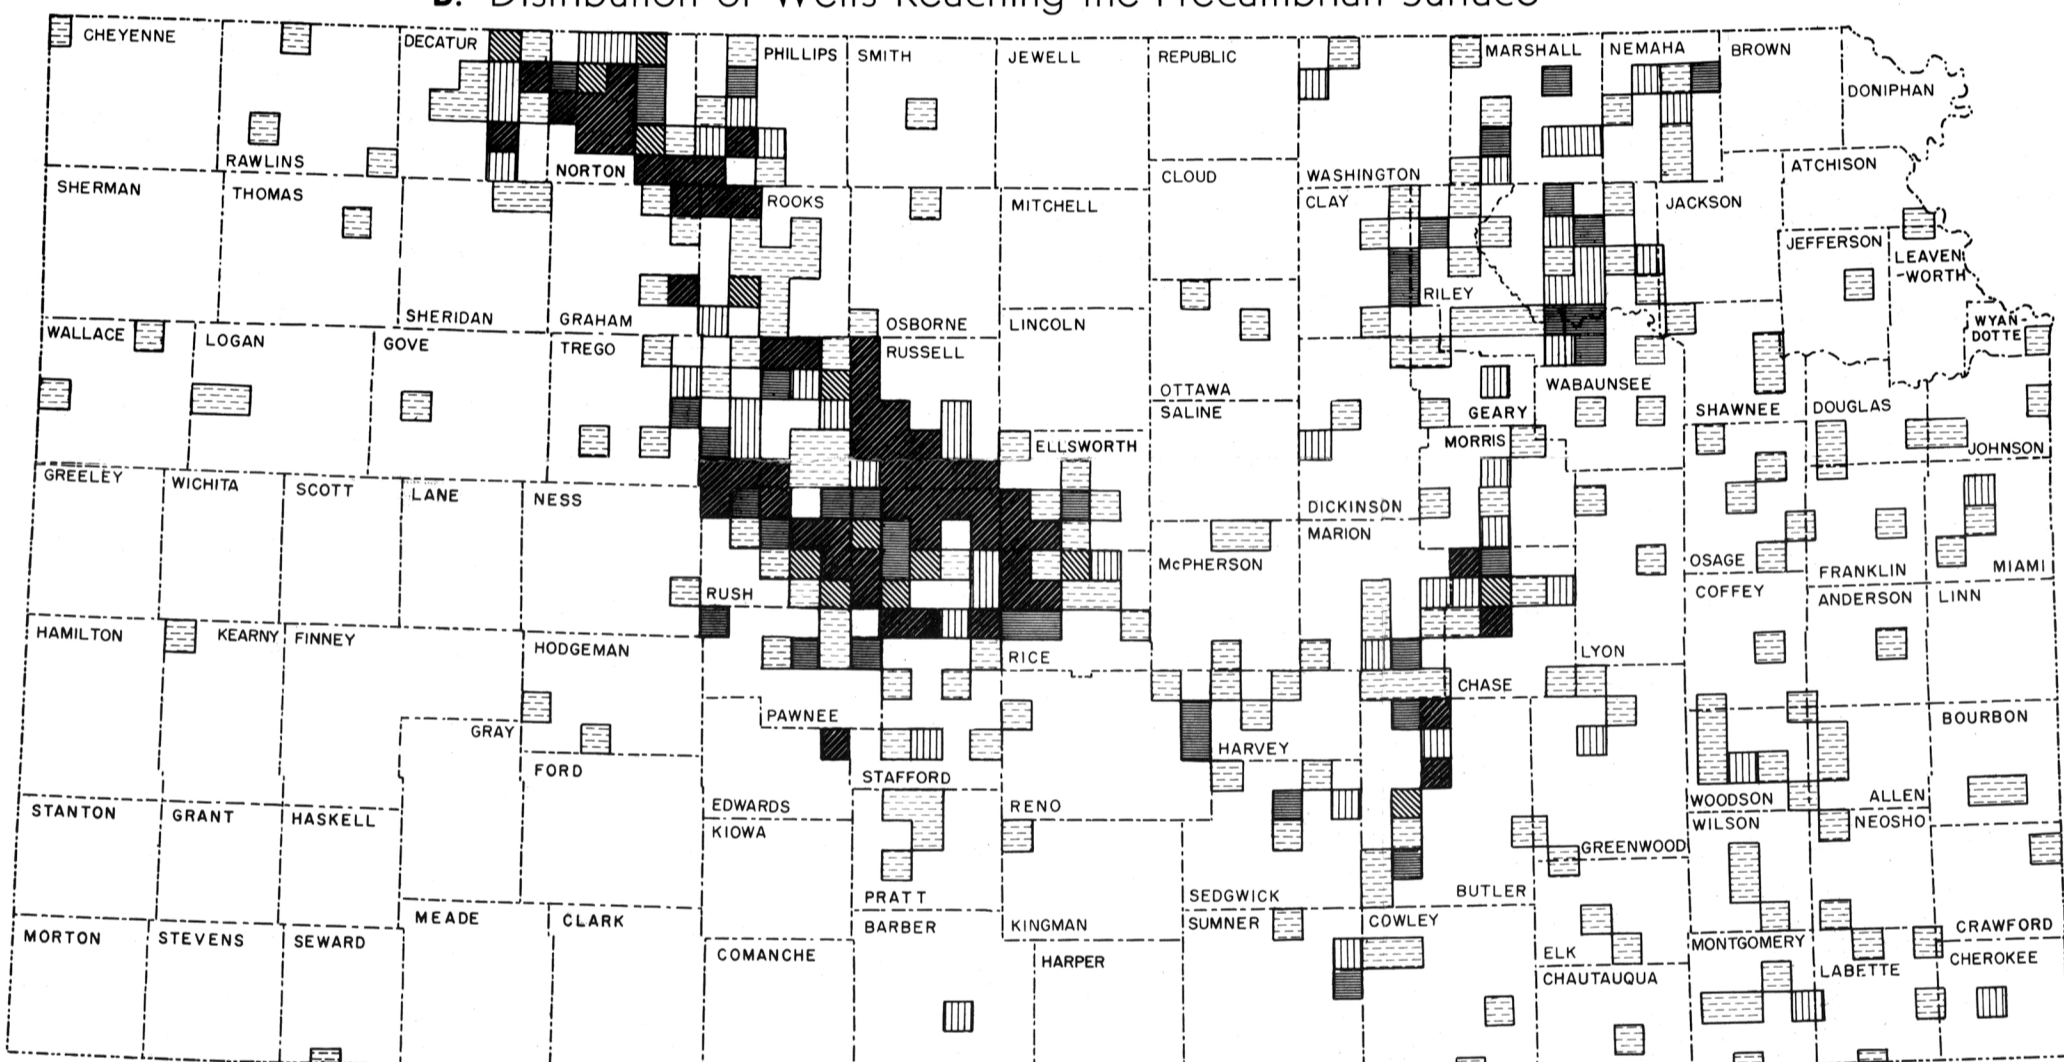 B. Distribution of Wells Reaching the Precambrian Surface
CHEYENNE
DECATUR
PHILLIPS
SMITH
JEWELL
REPUBLIC
MARSHALL
NEMAHA
BROWN
DONIPHAN
RAWLINS
NORTON
WASHINGTON
CLOUD
ATCHISON
SHERMAN
THOMAS
ROOKS
MITCHELL
CLAY
JACKSON
JEFFERSON
LEAVEN
-WORTH
RILEY
SHERIDAN
GRAHAM
OSBORNE
LINCOLN
WYAN
DOTTE
WALLACE
LOGAN
GOVE
TREGO
RUSSELL
OTTAWA
WABAUNSEE
SALINE
GEARY
SHAWNEE
DOUGLAS
ELLSWORTH
MORRIS
JOHNSON
GREELEY
WICHITA
SCOTT
LANE
NESS
DICKINSON
MARION
McPHERSON
OSAGE
FRANKLIN
MIAMI
RUSH
COFFEY
ANDERSON
LINN
HAMILTON
KEARNY
FINNEY
HODGEMAN
RICE
LYON
CHASE
PAWNEE
GRAY
BOURBON
HARVEY
FORD
STAFFORD
EDWARDS
RENO
WOODSON
ALLEN
STANTON
GRANT
HASKELL
KIOWA
WILSON
NEOSHO
GREENWOOD
PRATT
SEDGWICK
BUTLER
MEADE
CLARK
BARBER
KINGMAN
SUMNER
COWLEY
CRAWFORD
MORTON
STEVENS
SEWARD
COMANCHE
HARPER
ELK
MONTGOMERY
LABETTE
CHEROKEE
CHAUTAUQUA